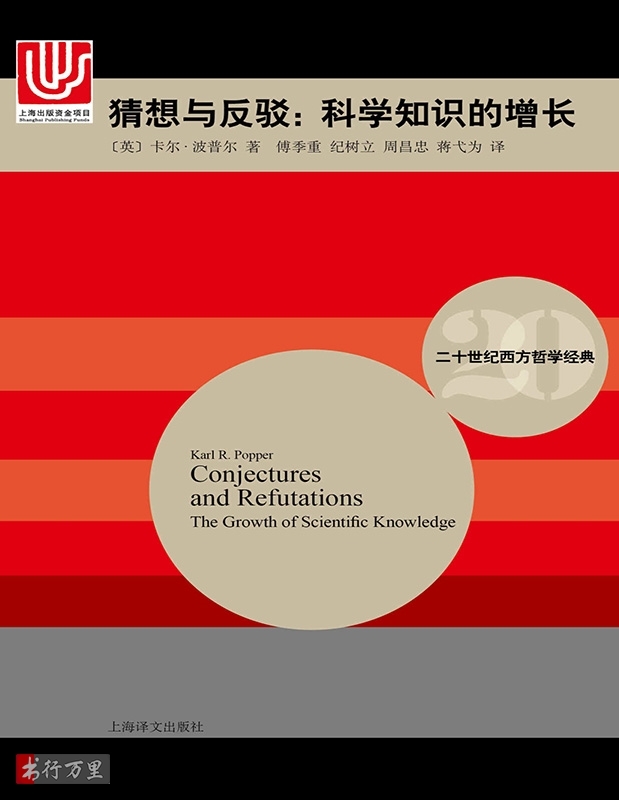 上海出版资金项目
Shanghai Publishing Funds
猜想与反驳：科学知识的增长
〔英〕卡尔·波普尔 著 傅季重 纪树立 周昌忠 蒋弋为 译
20
二十世纪西方哲学经典
Karl R. Popper
Conjectures
and Refutations
The Growth of Scientific Knowledge
上海译文出版社
书行万里